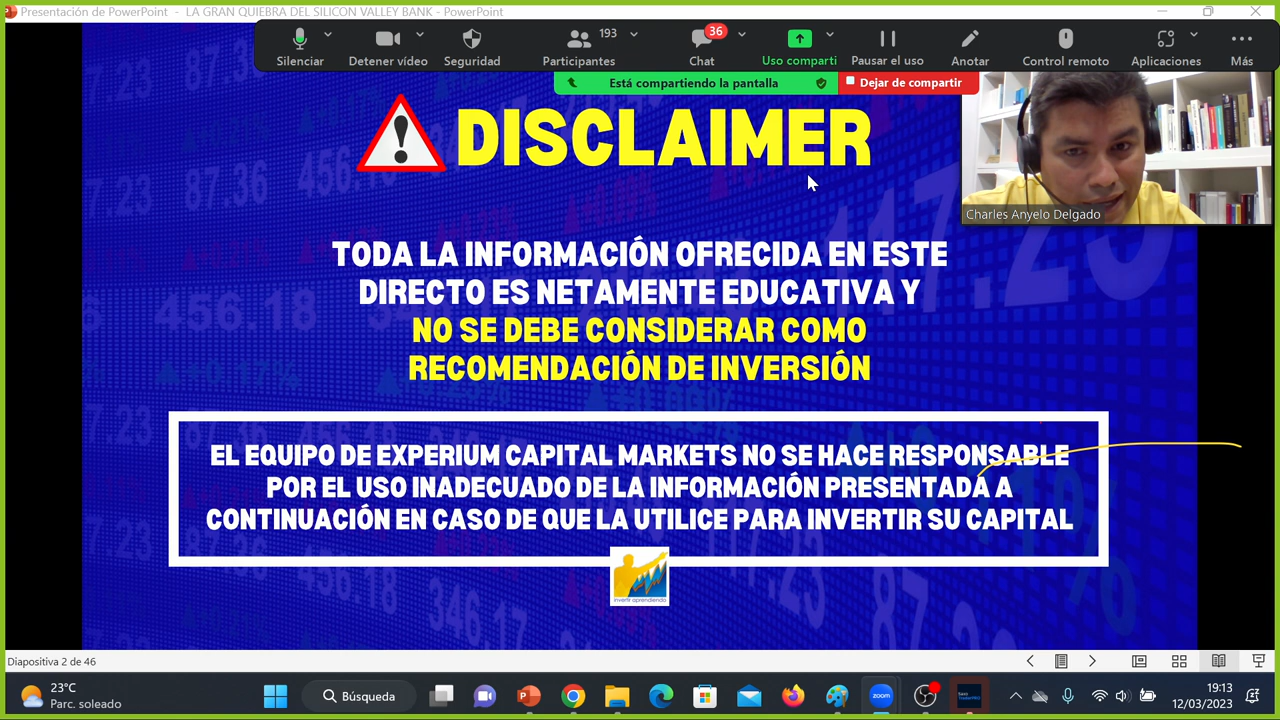 Presentación de PowerPoint - LA GRAN QUIEBRA DEL SILICON VALLEY BANK - PowerPoint
193
36
Silenciar
Detener vídeo
Seguridad
Participantes
Chat
Uso comparti
Pausar el uso
Anotar
Control remoto
Aplicaciones
Más
Está compartiendo la pantalla
Dejar de compartir
DISCLAIMER
Charles Anyelo Delgado
TODA LA INFORMACIÓN OFRECIDA EN ESTE
DIRECTO ES NETAMENTE EDUCATIVA Y
NO SE DEBE CONSIDERAR COMO
RECOMENDACIÓN DE INVERSIÓN
EL EQUIPO DE EXPERIUM CAPITAL MARKETS NO SE HACE RESPONSABLE
POR EL USO INADECUADO DE LA INFORMACIÓN PRESENTADA A
CONTINUACIÓN EN CASO DE QUE LA UTILICE PARA INVERTIR SU CAPITAL
invertir aprendiendo
Diapositiva 2 de 46
23°C
Parc. soleado
Búsqueda
zoom
19:13
12/03/2023